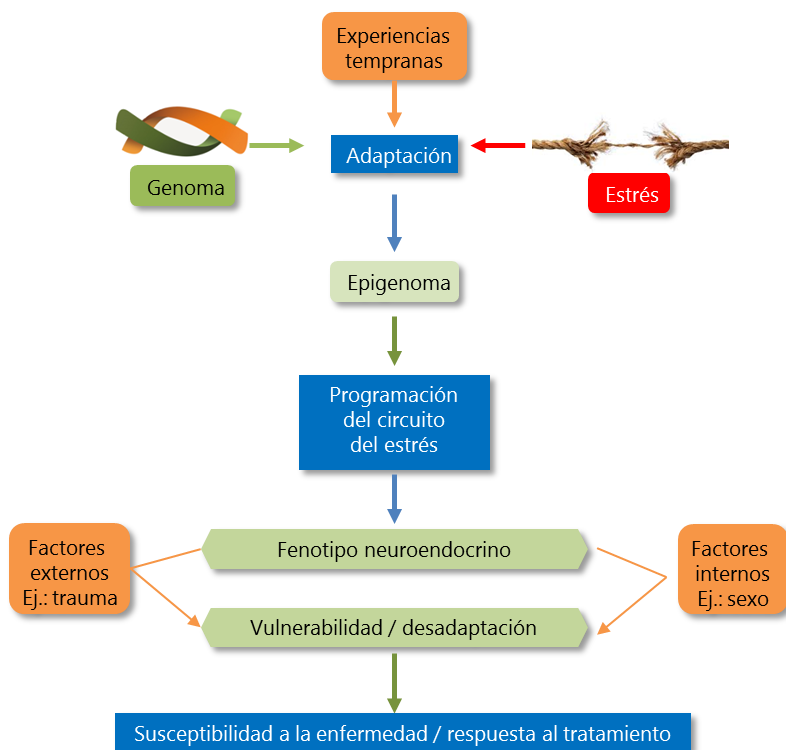 Experiencias
tempranas
Adaptación
Genoma
Estrés
Epigenoma
Programación
del circuito
del estrés
Fenotipo neuroendocrino
Factores
externos
Ej.: trauma
Factores
internos
Ej.: sexo
Vulnerabilidad / desadaptación
Susceptibilidad a la enfermedad / respuesta al tratamiento